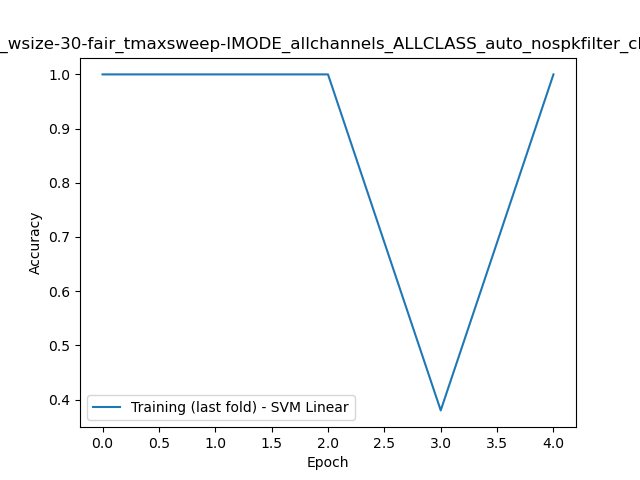 _wsize-30-fair_tmaxsweep-IMODE_allchannels_ALLCLASS_auto_nospkfilter_cl
1.0
0.9
0.8
0.7
0.6
0.5
0.4
Accuracy
Training (last fold) - SVM Linear
0.0 0.5 1.0 1.5 2.0 2.5 3.0 3.5 4.0
Epoch